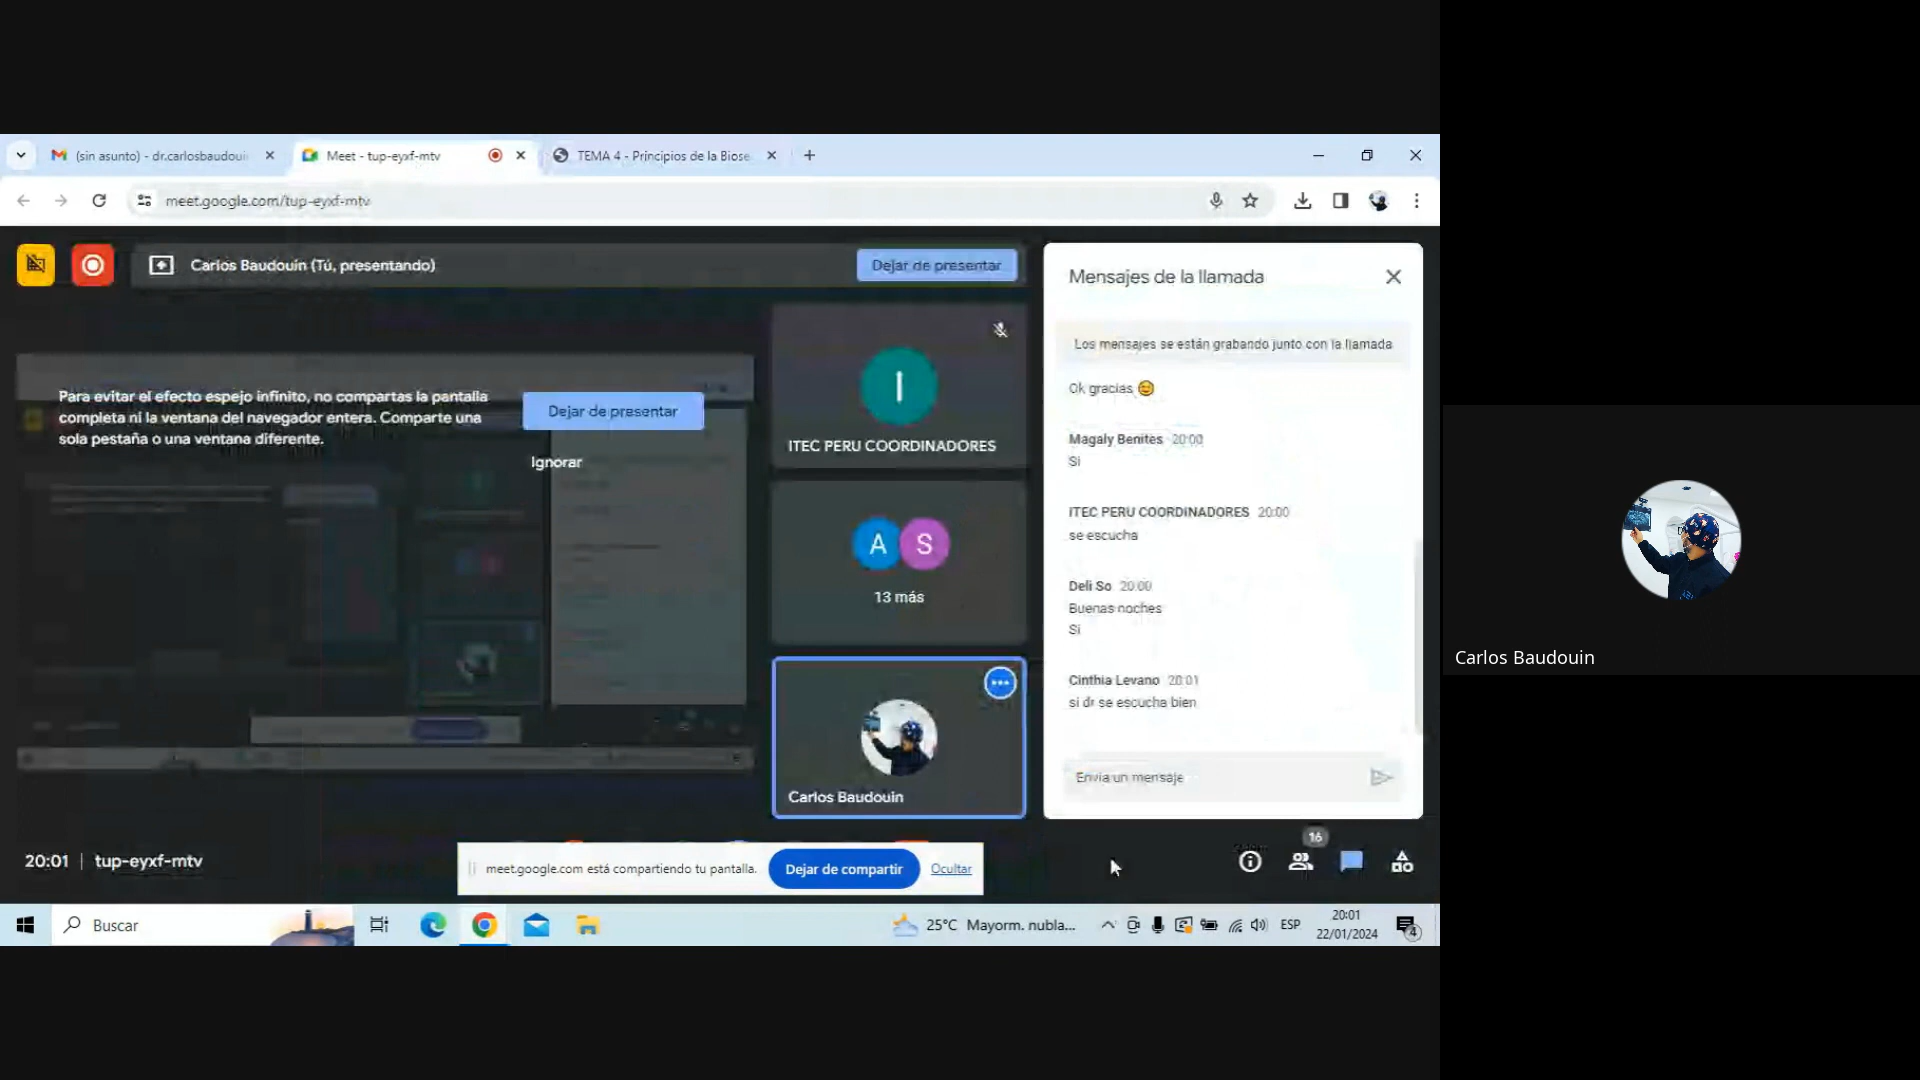 (sin asunto) - dr.carlosbaudoui
Meet - tup-eyxf-mtv
TEMA 4 - Principios de la Biose
meet.google.com/tup-eyxf-mtv
Carlos Baudouin (Tú, presentando)
Dejar de presentar
Para evitar el efecto espejo infinito, no compartas la pantalla
completa ni la ventana del navegador entera. Comparte una
sola pestaña o una ventana diferente.
Dejar de presentar
Ignorar
I
ITEC PERU COORDINADORES
A S
13 más
Carlos Baudouin
Mensajes de la llamada
Los mensajes se están grabando junto con la llamada
Ok gracias 😊
Magaly Benites 20:00
Si
ITEC PERU COORDINADORES 20:00
se escucha
Deli So 20:00
Buenas noches
Si
Cinthia Levano 20:01
si dr se escucha bien
Envía un mensaje
20:01 | tup-eyxf-mtv
meet.google.com está compartiendo tu pantalla.
Dejar de compartir
Ocultar
16
Buscar
25°C Mayorm. nubla...
ESP
20:01
22/01/2024
4
Carlos Baudouin